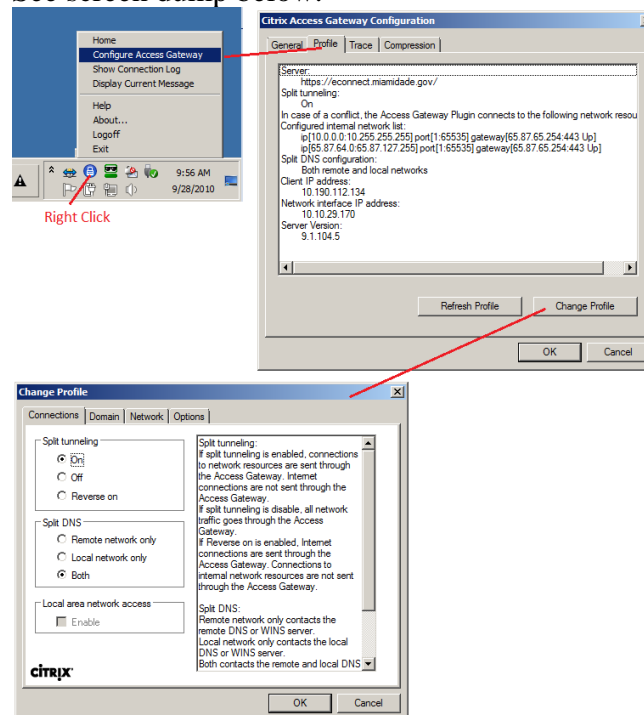 See screen dump below.
Home
Configure Access Gateway
Show Connection Log
Display Current Message
Help
About...
Logoff
Exit
9:56 AM
9/28/2010
Right Click
Citrix Access Gateway Configuration
General Profile Trace Compression
Server:
https://econnect.miamidade.gov/
Split tunneling:
On
In case of a conflict, the Access Gateway Plugin connects to the following network resou
Configured internal network list:
ip[10.0.0.0:10.255.255.255] port[1:65535] gateway[65.87.65.254:443 Up]
ip[65.87.64.0:65.87.127.255] port[1:65535] gateway[65.87.65.254:443 Up]
Split DNS configuration:
Both remote and local networks
Client IP address:
10.190.112.134
Network interface IP address:
10.10.29.170
Server Version:
9.1.104.5
Refresh Profile Change Profile
OK Cancel
Change Profile
Connections Domain Network Options
Split tunneling
On
Off
Reverse on
Split DNS
Remote network only
Local network only
Both
Local area network access
Enable
Split tunneling:
If split tunneling is enabled, connections
to network resources are sent through
the Access Gateway. Internet
connections are not sent through the
Access Gateway.
If split tunneling is disable, all network
traffic goes through the Access
Gateway.
If Reverse on is enabled, Internet
connections are sent through the
Access Gateway. Connections to
internal network resources are not sent
through the Access Gateway.
Split DNS:
Remote network only contacts the
remote DNS or WINS server.
Local network only contacts the local
DNS or WINS server.
Both contacts the remote and local DNS
CITRIX
OK Cancel